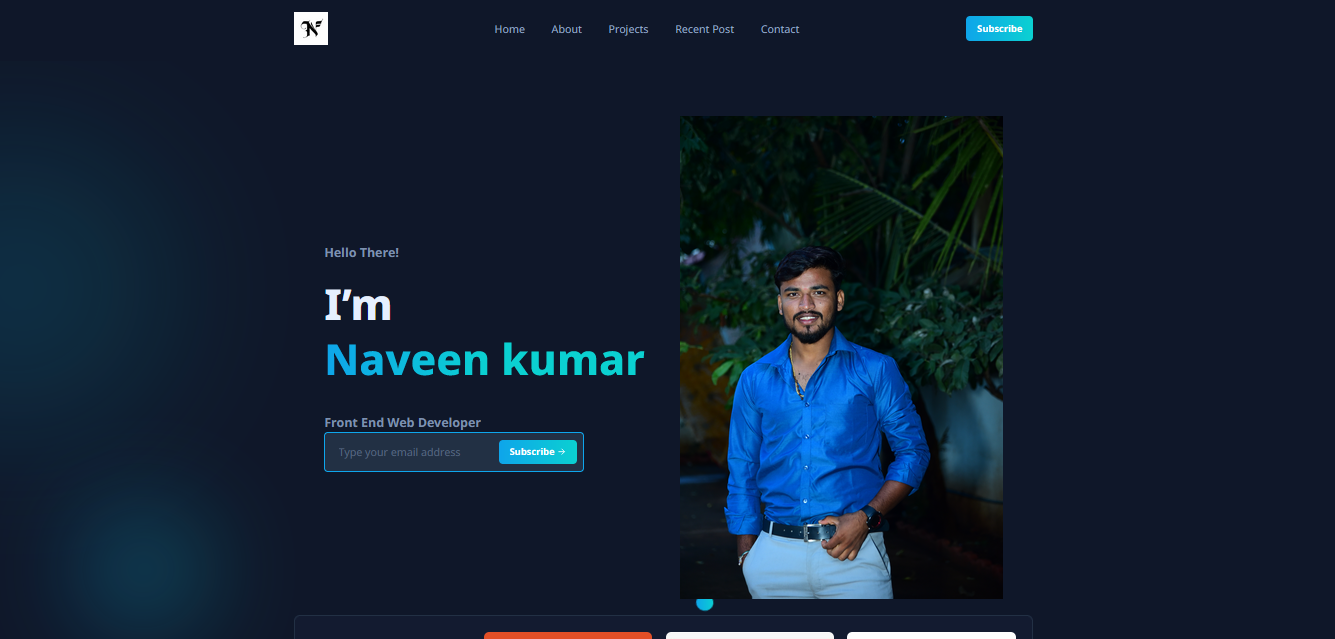 Home
About
Projects
Recent Post
Contact
Subscribe
Hello There!
I’m
Naveen kumar
Front End Web Developer
Type your email address
Subscribe →